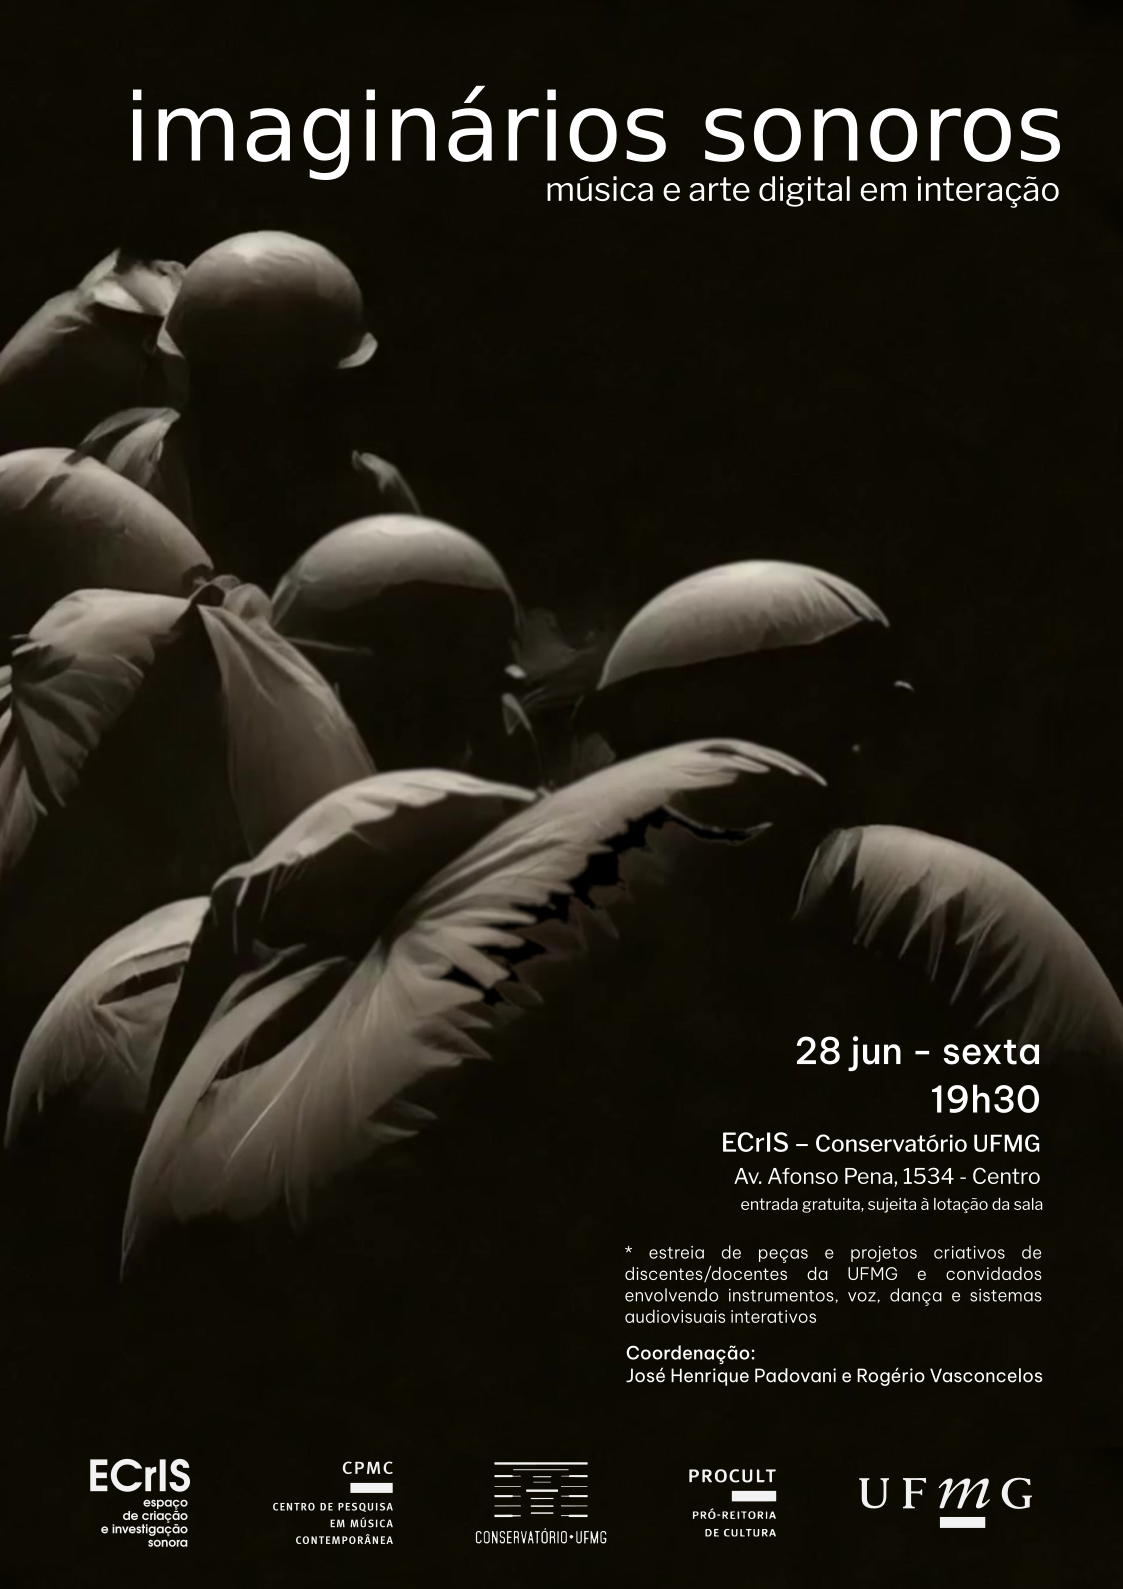 imaginários sonoros
música e arte digital em interação
28 jun - sexta
19h30
ECrIS – Conservatório UFMG
Av. Afonso Pena, 1534 - Centro
entrada gratuita, sujeita à lotação da sala
* estreia de peças e projetos criativos de
discentes/docentes da UFMG e convidados
envolvendo instrumentos, voz, dança e sistemas
audiovisuais interativos
Coordenação:
José Henrique Padovani e Rogério Vasconcelos
ECrIS
espaço
de criação
e investigação
sonora
CPMC
CENTRO DE PESQUISA
EM MÚSICA
CONTEMPORÂNEA
CONSERVATÓRIO•UFMG
PROCULT
PRÓ-REITORIA
DE CULTURA
UFmG